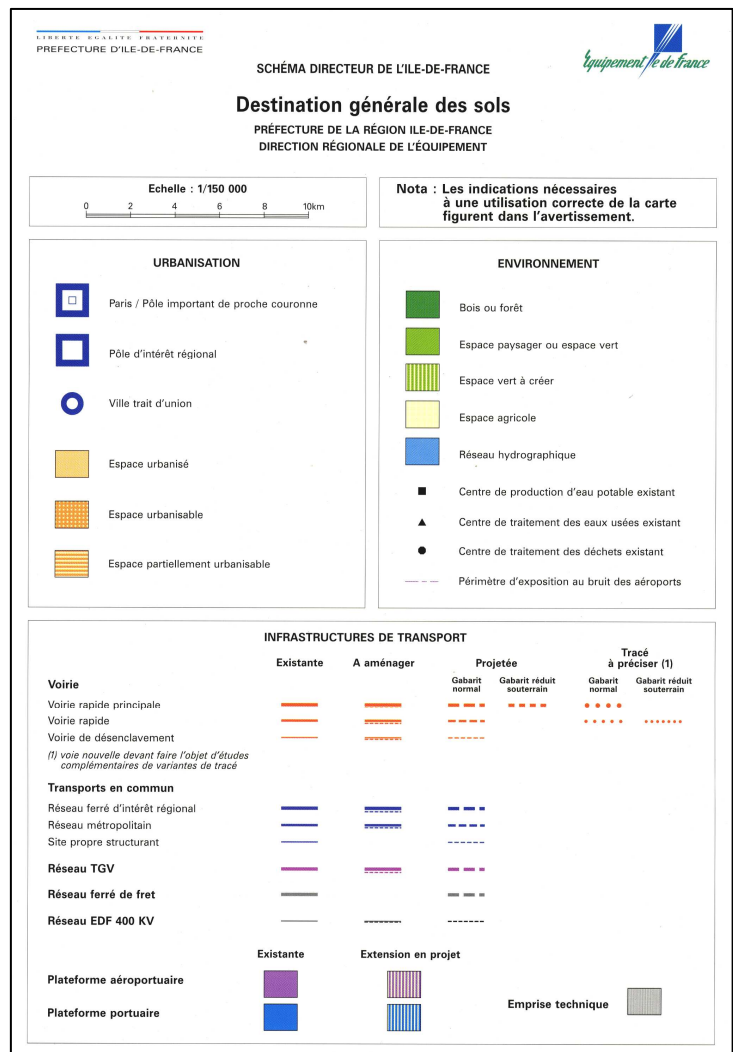 LIBERTE EGALITE FRATERNITE
PREFECTURE D'ILE-DE-FRANCE
Équipement Ile de France
SCHÉMA DIRECTEUR DE L'ILE-DE-FRANCE
Destination générale des sols
PRÉFECTURE DE LA RÉGION ILE-DE-FRANCE
DIRECTION RÉGIONALE DE L'ÉQUIPEMENT
Echelle : 1/150 000
0 2 4 6 8 10km
Nota : Les indications nécessaires
à une utilisation correcte de la carte
figurent dans l'avertissement.
URBANISATION
Paris / Pôle important de proche couronne
Pôle d'intérêt régional
Ville trait d'union
Espace urbanisé
Espace urbanisable
Espace partiellement urbanisable
ENVIRONNEMENT
Bois ou forêt
Espace paysager ou espace vert
Espace vert à créer
Espace agricole
Réseau hydrographique
Centre de production d'eau potable existant
Centre de traitement des eaux usées existant
Centre de traitement des déchets existant
Périmètre d'exposition au bruit des aéroports
INFRASTRUCTURES DE TRANSPORT
Existante A aménager Projetée Tracé
à préciser (1)
Voirie Gabarit normal Gabarit réduit souterrain Gabarit normal Gabarit réduit souterrain
Voirie rapide principale
Voirie rapide
Voirie de désenclavement
(1) voie nouvelle devant faire l'objet d'études
complémentaires de variantes de tracé
Transports en commun
Réseau ferré d'intérêt régional
Réseau métropolitain
Site propre structurant
Réseau TGV
Réseau ferré de fret
Réseau EDF 400 KV
Existante Extension en projet
Plateforme aéroportuaire
Emprise technique
Plateforme portuaire